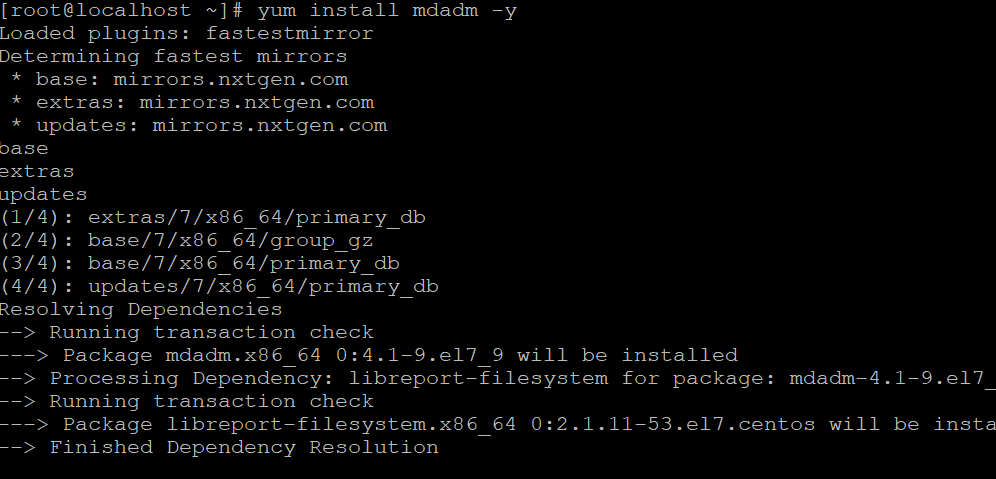 [root@localhost ~]# yum install mdadm -y
Loaded plugins: fastestmirror
Determining fastest mirrors
 * base: mirrors.nxtgen.com
 * extras: mirrors.nxtgen.com
 * updates: mirrors.nxtgen.com
base
extras
updates
(1/4): extras/7/x86_64/primary_db
(2/4): base/7/x86_64/group_gz
(3/4): base/7/x86_64/primary_db
(4/4): updates/7/x86_64/primary_db
Resolving Dependencies
--> Running transaction check
---> Package mdadm.x86_64 0:4.1-9.el7_9 will be installed
--> Processing Dependency: libreport-filesystem for package: mdadm-4.1-9.el7_
--> Running transaction check
---> Package libreport-filesystem.x86_64 0:2.1.11-53.el7.centos will be insta
--> Finished Dependency Resolution